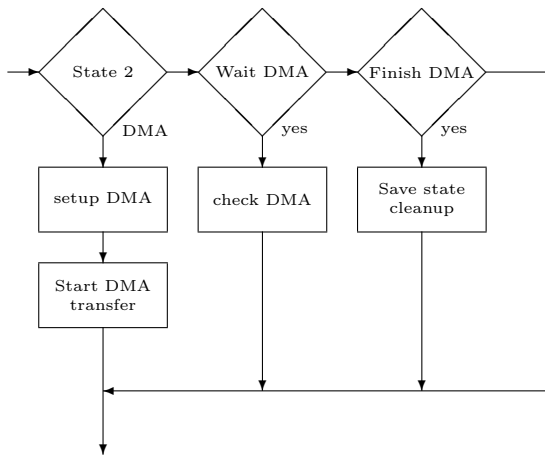 State 2
Wait DMA
Finish DMA
DMA
yes
yes
setup DMA
check DMA
Save state
cleanup
Start DMA
transfer